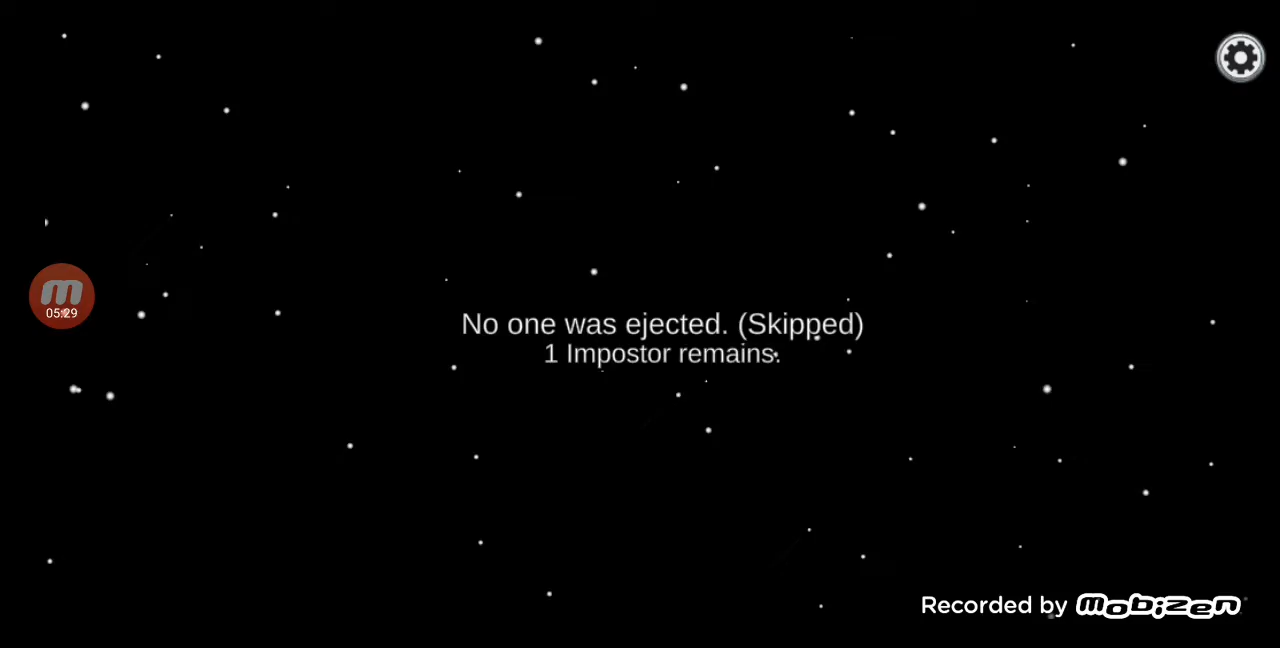 No one was ejected. (Skipped)
1 Impostor remains.
05:29
Recorded by mobizen